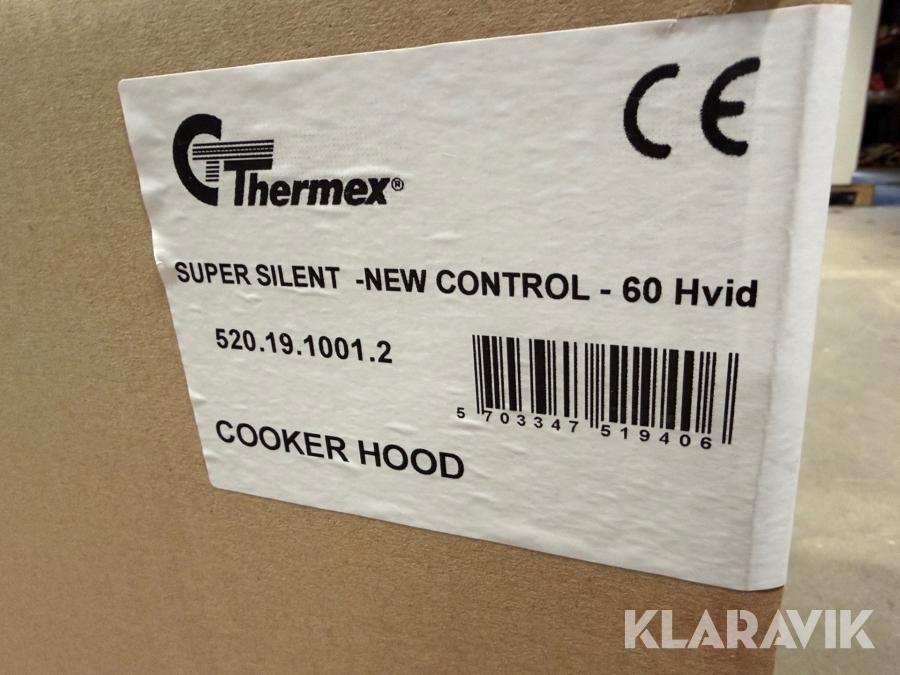 CE
Thermex®
SUPER SILENT -NEW CONTROL - 60 Hvid
520.19.1001.2
5 703347 519406
COOKER HOOD
KLARAVIK